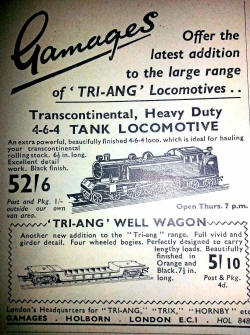 Gamages
Offer the
latest addition
to the large range
of 'TRI-ANG' Locomotives . .
Transcontinental, Heavy Duty
4-6-4 TANK LOCOMOTIVE
An extra powerful, beautifully finished 4-6-4 loco. which is ideal for hauling
your transcontinental
rolling stock. 6½ in. long.
Excellent detail
work. Black finish.
52/6
Post and Pkg. 1/-
outside our own
van area.
Open Thurs. 7 p.m.
'TRI-ANG' WELL WAGON
Another new addition to the "Tri-ang" range. Full vivid and
girder detail. Four wheeled bogies. Perfectly designed to carry
lengthy loads. Beautifully
finished in
Orange and
Black. 7½ in.
long.
5/10
Post & Pkg.
4d.
London's Headquarters for "TRI-ANG," "TRIX," "HORNBY"
GAMAGES . HOLBORN . LONDON E.C.1 . HOL 848